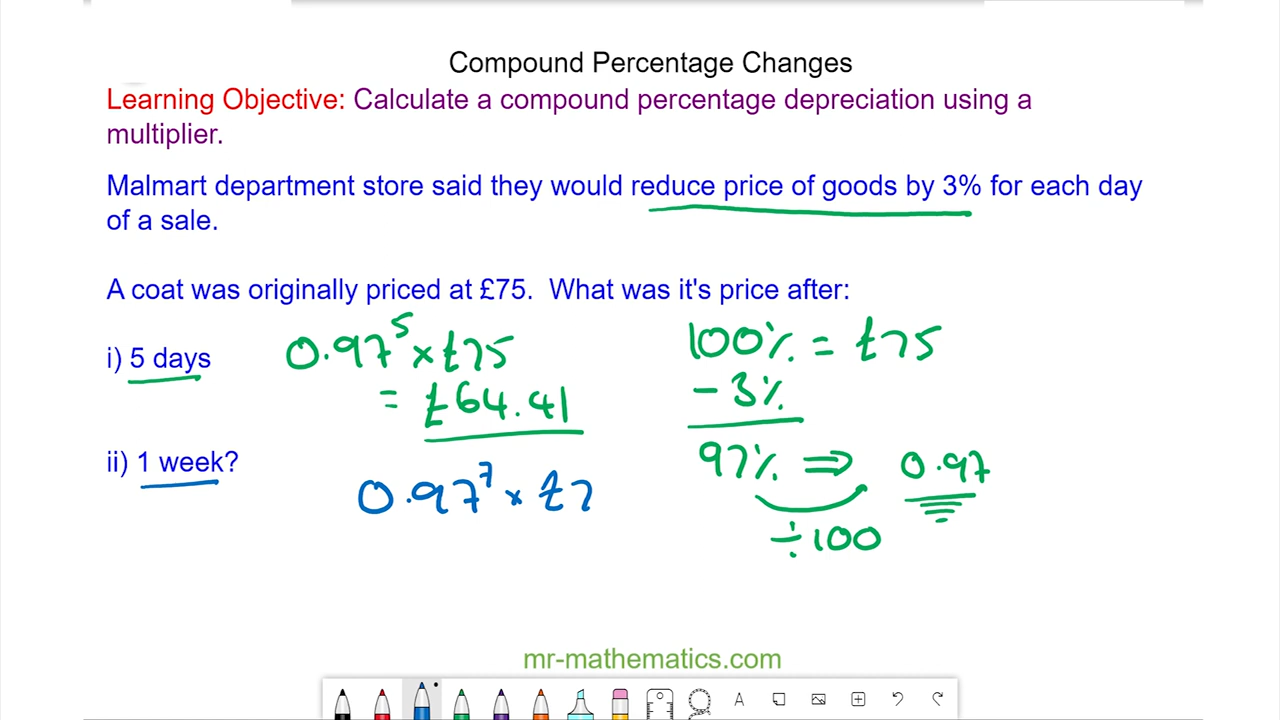 Compound Percentage Changes
Learning Objective: Calculate a compound percentage depreciation using a
multiplier.
Malmart department store said they would reduce price of goods by 3% for each day
of a sale.
A coat was originally priced at £75. What was it's price after:
i) 5 days
0.97⁵ × £75
= £64.41
100% = £75
- 3%
97% ⇒ 0.97
÷100
ii) 1 week?
0.97⁷ × £7
mr-mathematics.com
A